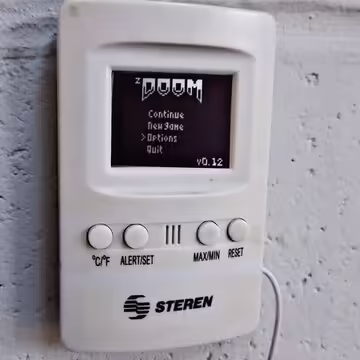 z DOOM
Continue
New game
>Options
Quit
v0.12
°C/°F ALERT/SET MAX/MIN RESET
STEREN